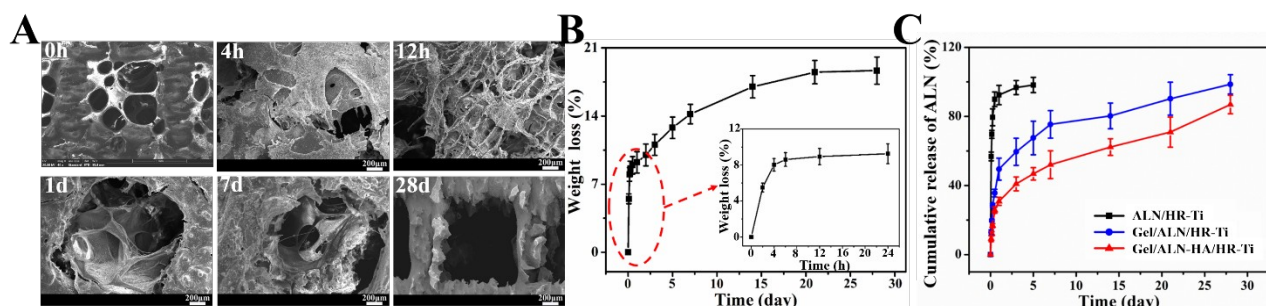 A
0h
4h
12h
200μm
200μm
1d
7d
28d
200μm
200μm
200μm
B
Weight loss (%)
21
14
7
0
0 5 10 15 20 25 30
Time (day)
Weight loss (%)
12
9
6
3
0
0 4 8 12 16 20 24
Time (h)
C
Cumulative release of ALN (%)
120
80
40
0
ALN/HR-Ti
Gel/ALN/HR-Ti
Gel/ALN-HA/HR-Ti
0 5 10 15 20 25 30
Time (day)